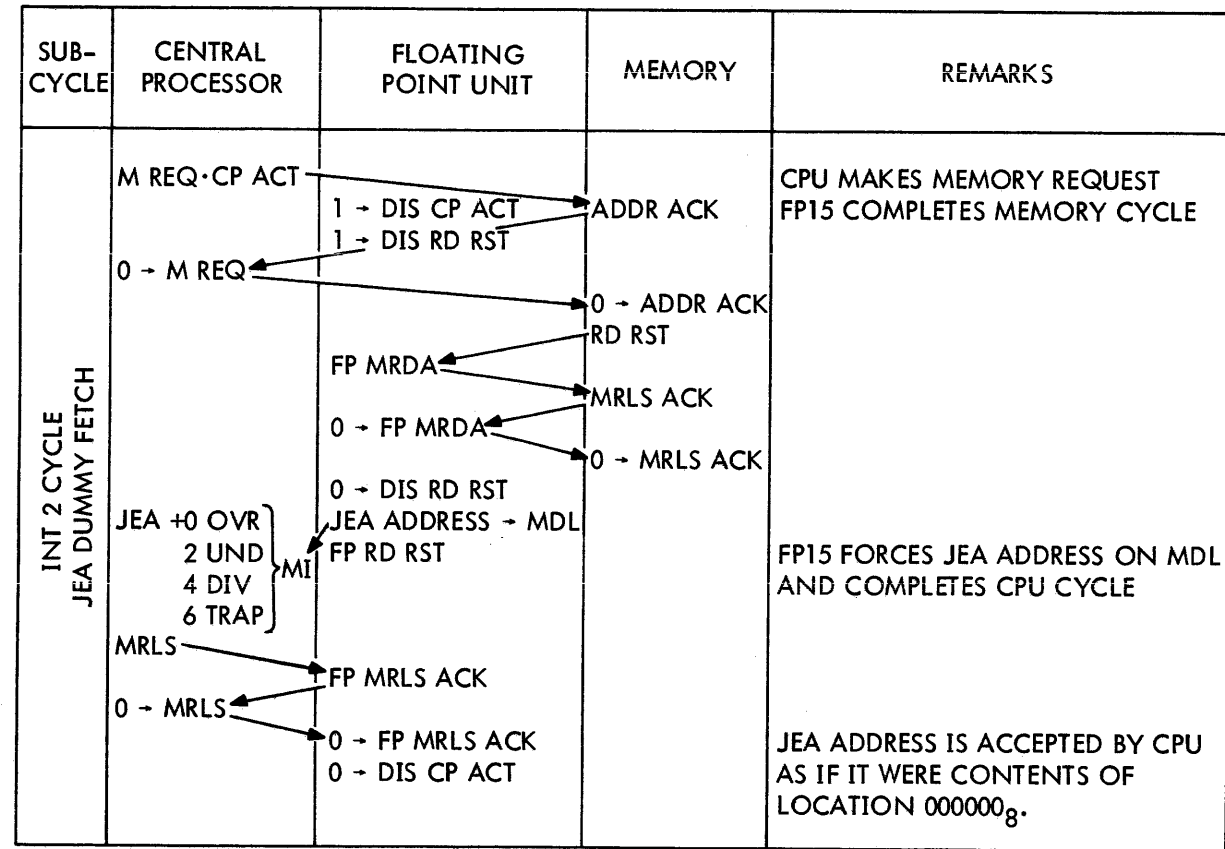 SUB-CYCLE
CENTRAL PROCESSOR
FLOATING POINT UNIT
MEMORY
REMARKS
INT 2 CYCLE
JEA DUMMY FETCH
M REQ·CP ACT
CPU MAKES MEMORY REQUEST
1 → DIS CP ACT
ADDR ACK
FP15 COMPLETES MEMORY CYCLE
1 → DIS RD RST
0 → M REQ
0 → ADDR ACK
RD RST
FP MRDA
MRLS ACK
0 → FP MRDA
0 → MRLS ACK
0 → DIS RD RST
JEA +0 OVR
JEA ADDRESS → MDL
2 UND
MI
FP RD RST
FP15 FORCES JEA ADDRESS ON MDL
4 DIV
AND COMPLETES CPU CYCLE
6 TRAP
MRLS
FP MRLS ACK
0 → MRLS
0 → FP MRLS ACK
JEA ADDRESS IS ACCEPTED BY CPU
0 → DIS CP ACT
AS IF IT WERE CONTENTS OF
LOCATION 000000₈.